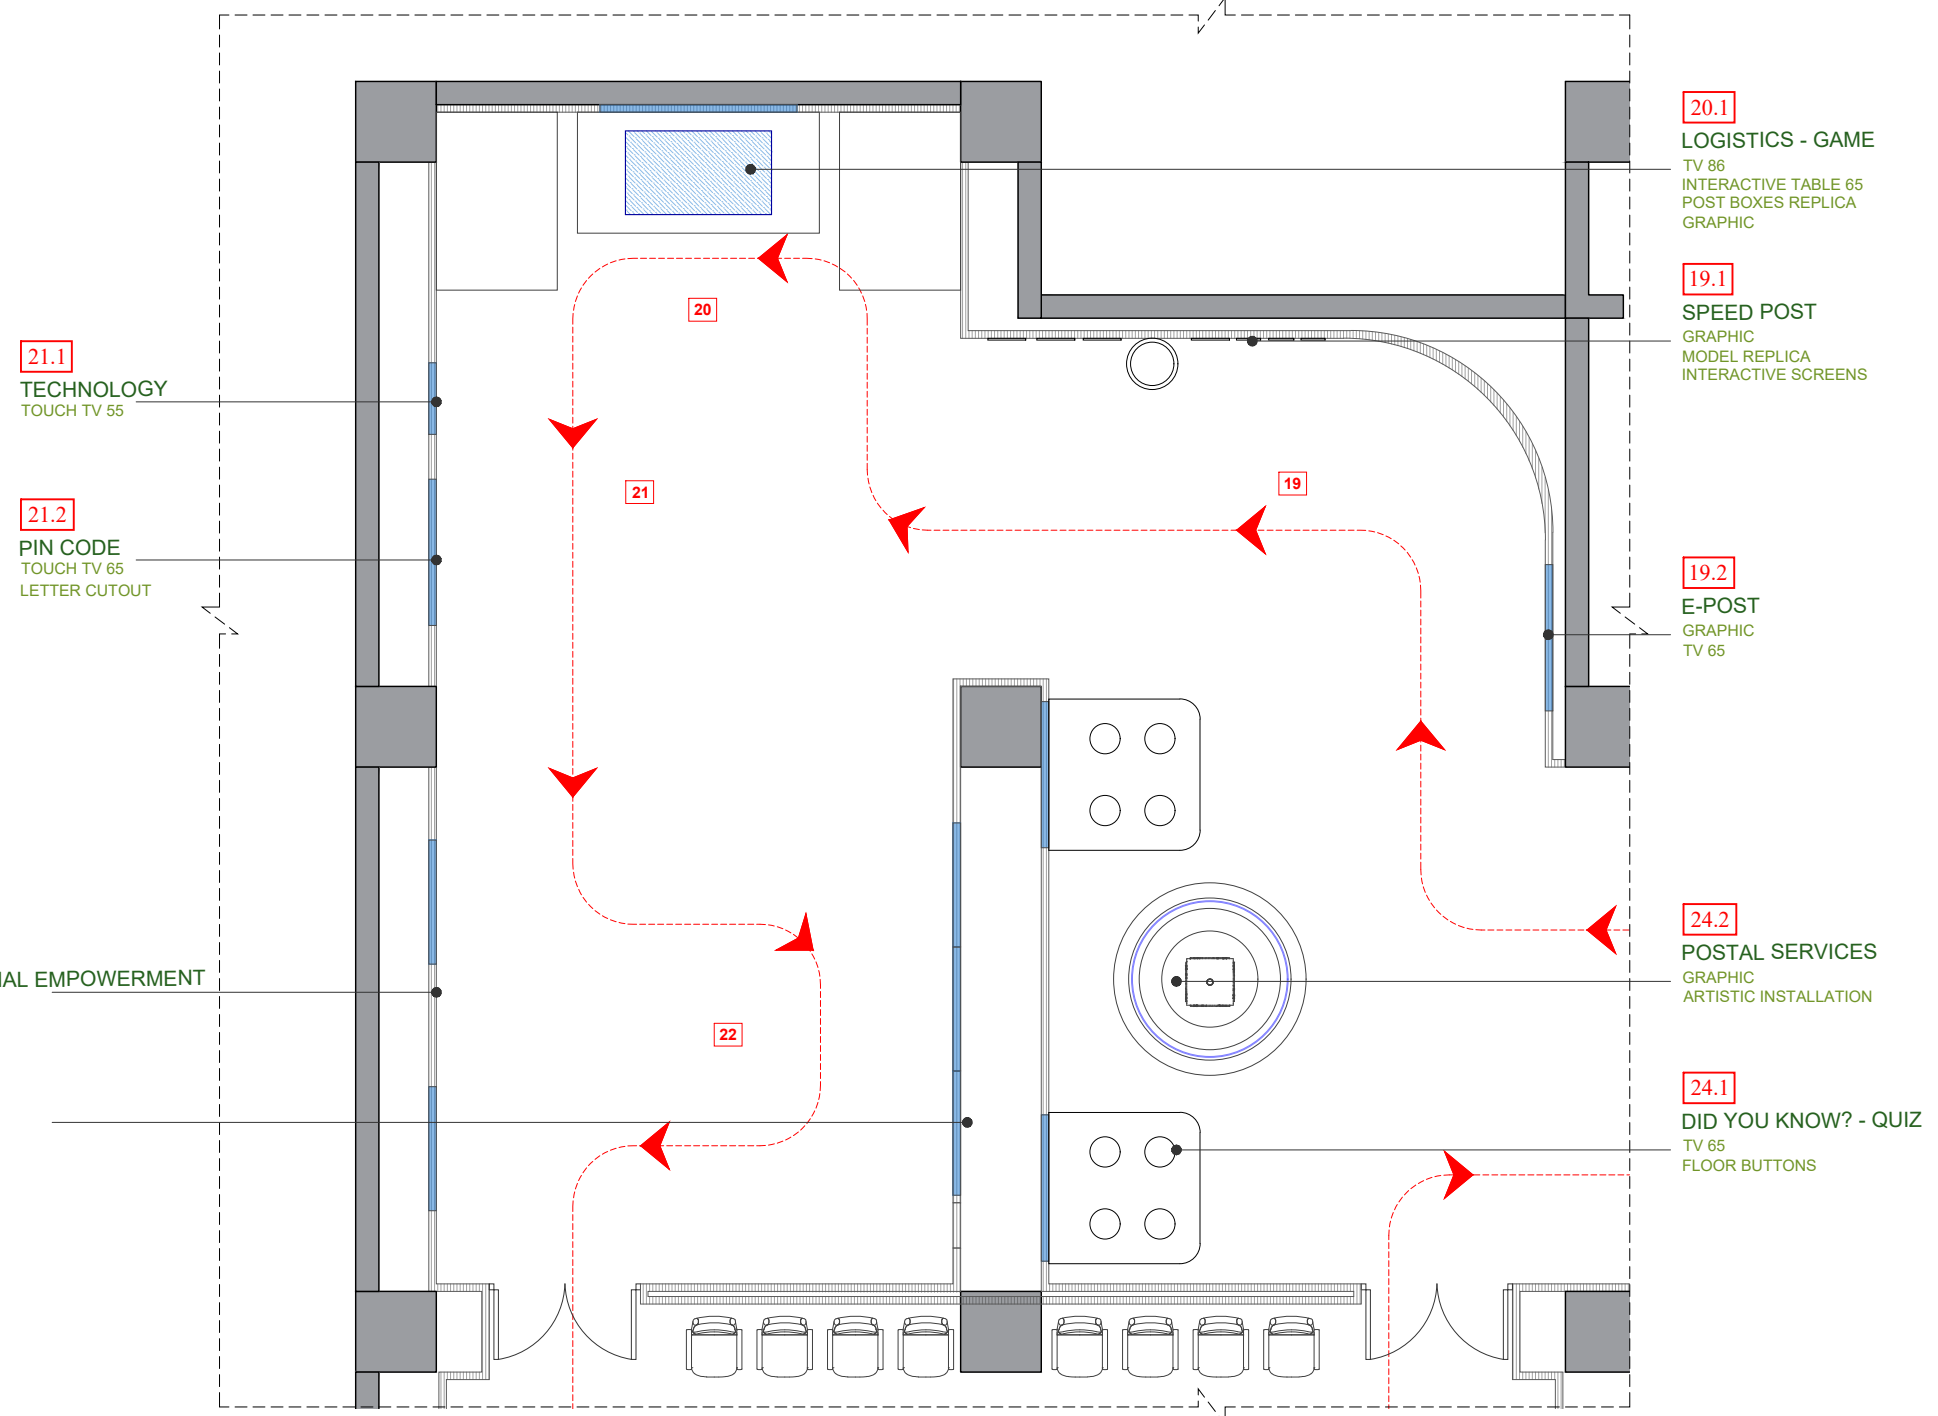 20.1
LOGISTICS - GAME
TV 86
INTERACTIVE TABLE 65
POST BOXES REPLICA
GRAPHIC
19.1
SPEED POST
GRAPHIC
MODEL REPLICA
INTERACTIVE SCREENS
20
21.1
TECHNOLOGY
TOUCH TV 55
21
19
21.2
PIN CODE
TOUCH TV 65
LETTER CUTOUT
19.2
E-POST
GRAPHIC
TV 65
24.2
POSTAL SERVICES
GRAPHIC
ARTISTIC INSTALLATION
EMPOWERMENT
22
24.1
DID YOU KNOW? - QUIZ
TV 65
FLOOR BUTTONS